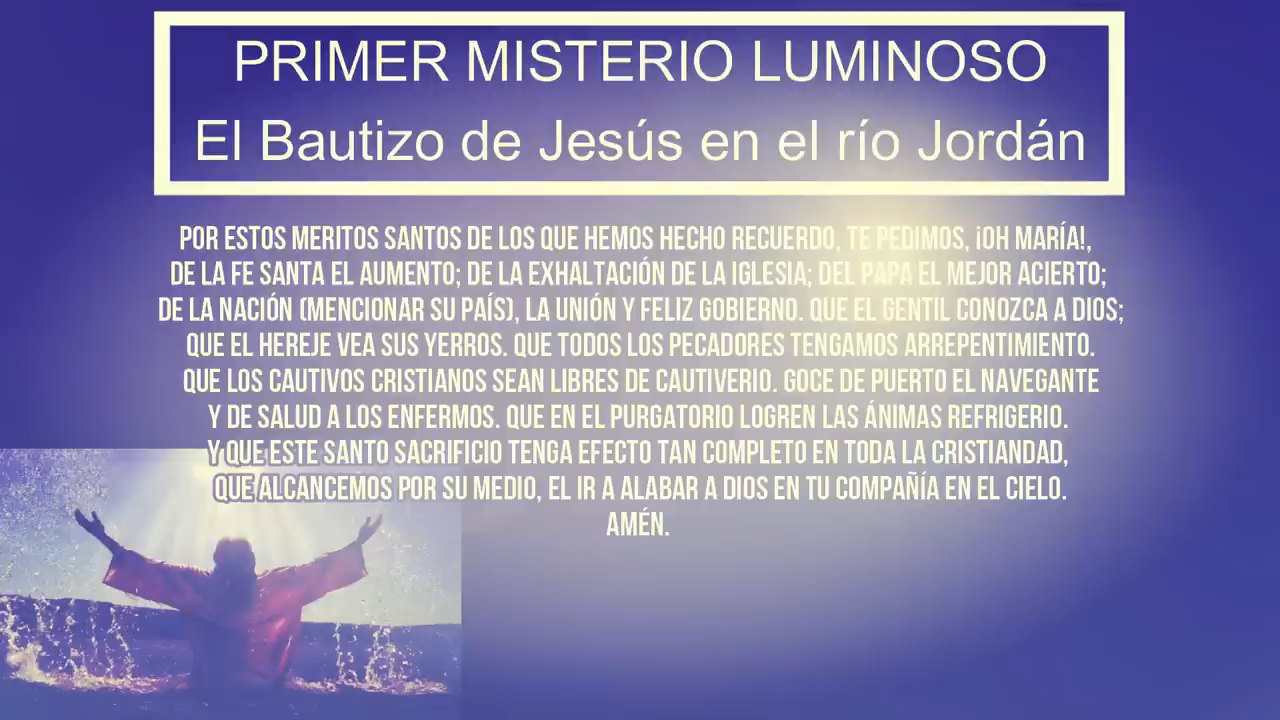 PRIMER MISTERIO LUMINOSO
El Bautizo de Jesús en el río Jordán
POR ESTOS MERITOS SANTOS DE LOS QUE HEMOS HECHO RECUERDO, TE PEDIMOS, ¡OH MARÍA!,
DE LA FE SANTA EL AUMENTO; DE LA EXHALTACIÓN DE LA IGLESIA; DEL PAPA EL MEJOR ACIERTO;
DE LA NACIÓN (MENCIONAR SU PAÍS), LA UNIÓN Y FELIZ GOBIERNO. QUE EL GENTIL CONOZCA A DIOS;
QUE EL HEREJE VEA SUS YERROS. QUE TODOS LOS PECADORES TENGAMOS ARREPENTIMIENTO.
QUE LOS CAUTIVOS CRISTIANOS SEAN LIBRES DE CAUTIVERIO. GOCE DE PUERTO EL NAVEGANTE
Y DE SALUD A LOS ENFERMOS. QUE EN EL PURGATORIO LOGREN LAS ÁNIMAS REFRIGERIO.
Y QUE ESTE SANTO SACRIFICIO TENGA EFECTO TAN COMPLETO EN TODA LA CRISTIANDAD,
QUE ALCANCEMOS POR SU MEDIO, EL IR A ALABAR A DIOS EN TU COMPAÑÍA EN EL CIELO.
AMÉN.